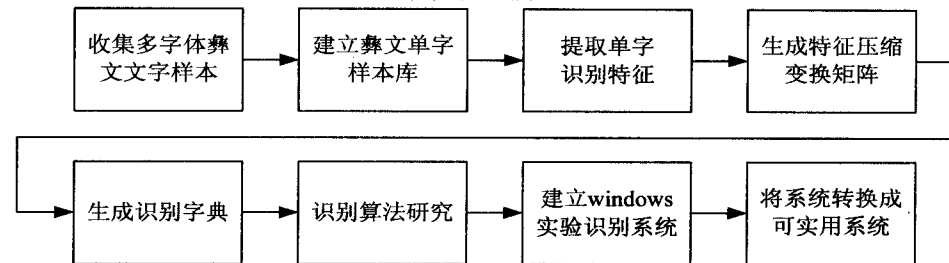 收集多字体彝
文文字样本
建立彝文单字
样本库
提取单字
识别特征
生成特征压缩
变换矩阵
生成识别字典
识别算法研究
建立windows
实验识别系统
将系统转换成
可实用系统